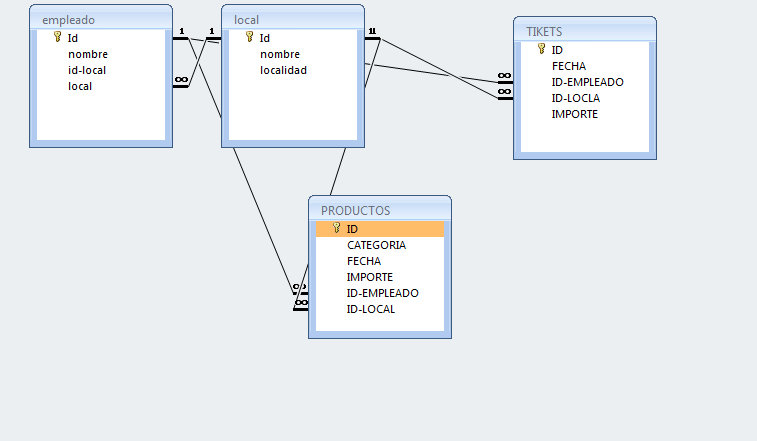 empleado
Id
nombre
id-local
local
1
∞
local
Id
nombre
localidad
1
11
TIKETS
ID
FECHA
ID-EMPLEADO
ID-LOCLA
IMPORTE
∞
∞
PRODUCTOS
ID
CATEGORIA
FECHA
IMPORTE
ID-EMPLEADO
ID-LOCAL
∞
∞